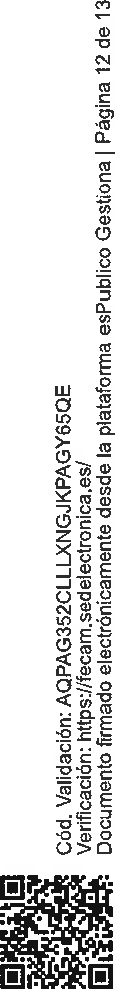 Cód. Validación: AQPAG352CLLLXNGJKPAGY65QE
Verificación: https://fecam.sedelectronica.es/
Documento firmado electrónicamente desde la plataforma esPublico Gestiona | Página 12 de 13